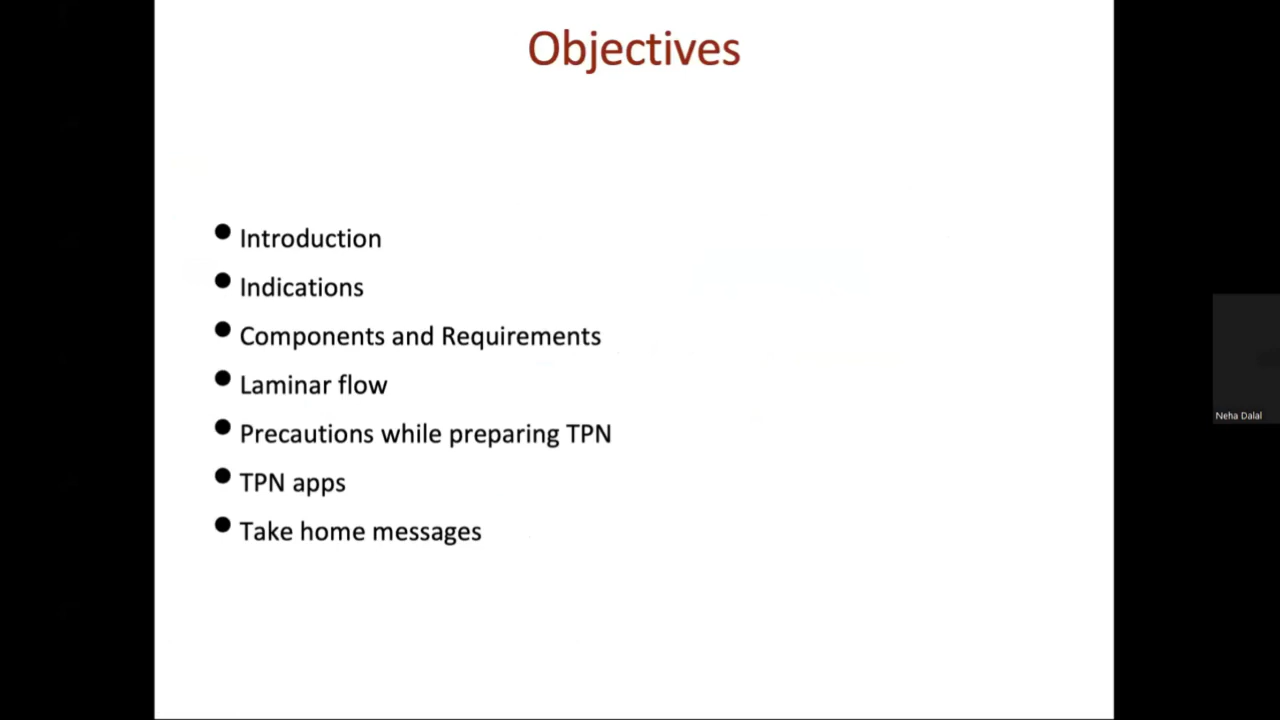 Objectives
• Introduction
• Indications
• Components and Requirements
• Laminar flow
• Precautions while preparing TPN
• TPN apps
• Take home messages
Neha Dalal